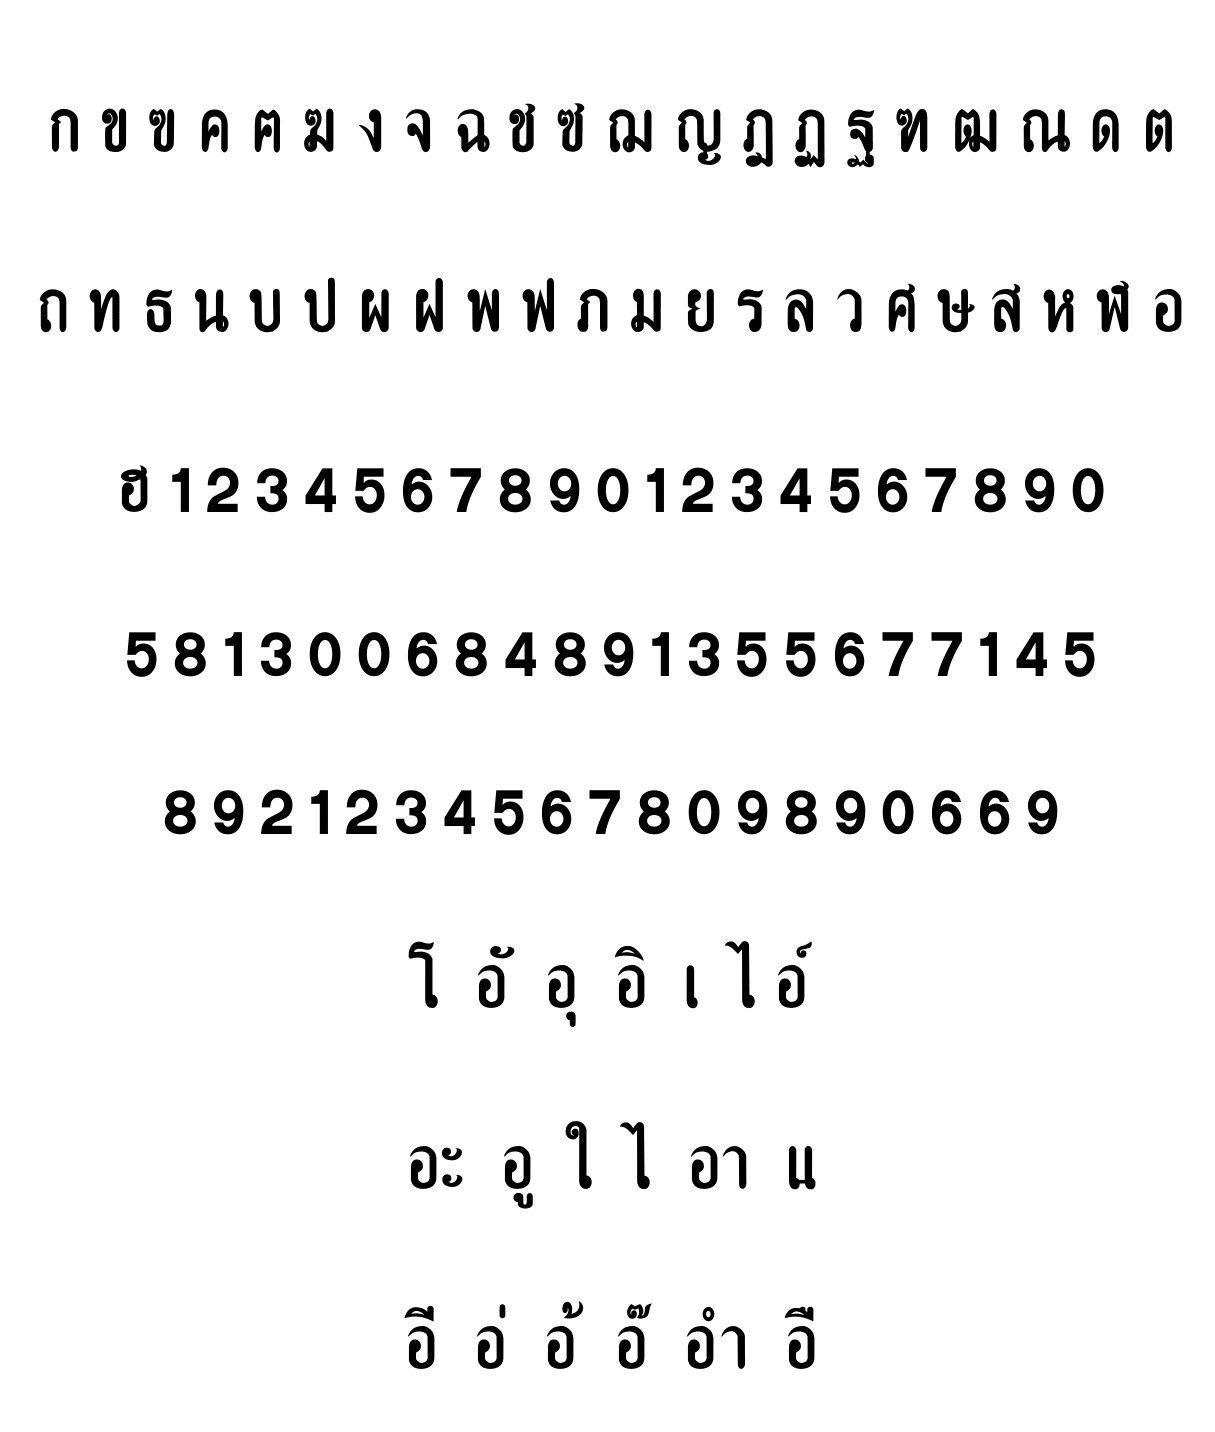 ก ข ฃ ค ฅ ฆ ง จ ฉ ช ซ ฌ ญ ฎ ฏ ฐ ฑ ฒ ณ ด ต
ถ ท ธ น บ ป ผ ฝ พ ฟ ภ ม ย ร ล ว ศ ษ ส ห ฬ อ
ฮ 1 2 3 4 5 6 7 8 9 0 1 2 3 4 5 6 7 8 9 0
5 8 1 3 0 0 6 8 4 8 9 1 3 5 5 6 7 7 1 4 5
8 9 2 1 2 3 4 5 6 7 8 0 9 8 9 0 6 6 9
โ อั อุ อิ เ ไ อ์
อะ อู ใ ไ อา แ
อี อ่ อ้ อ๊ อำ อื